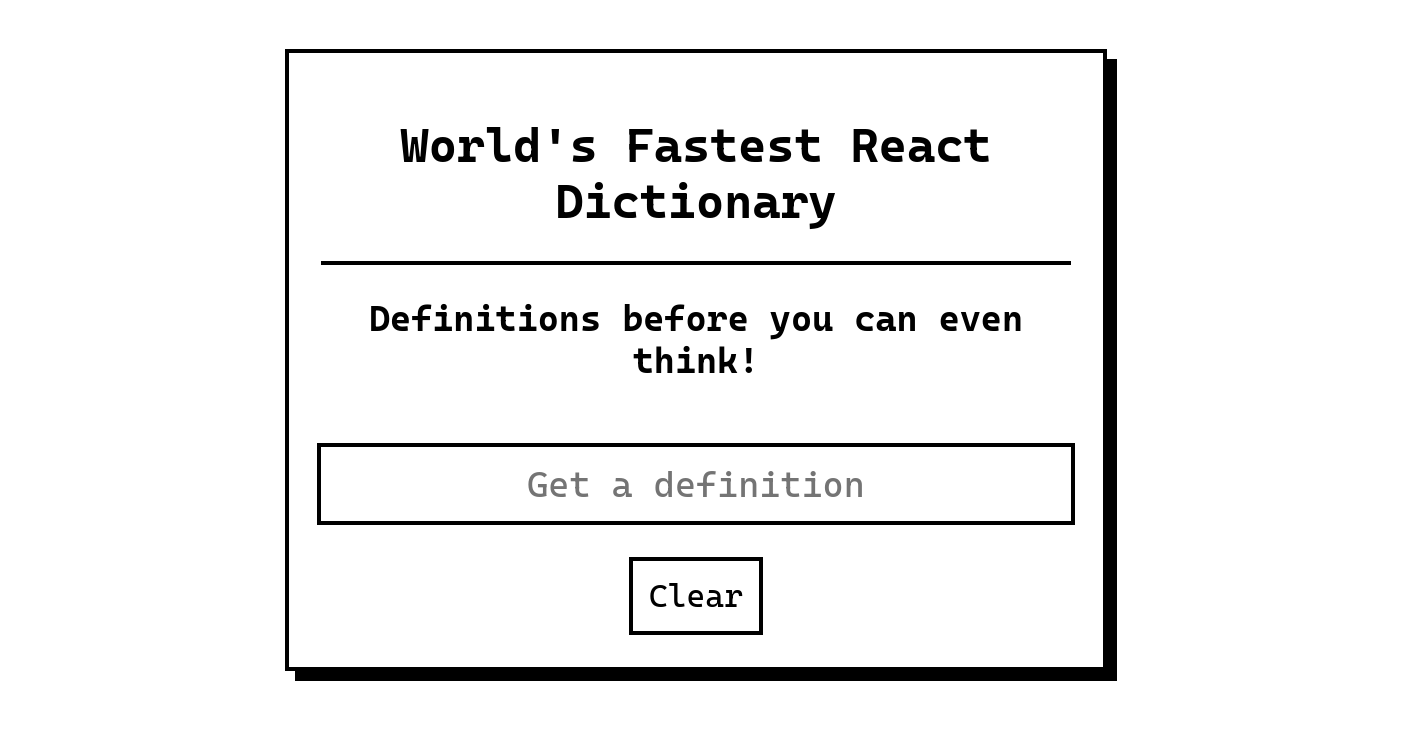 World's Fastest React
Dictionary
Definitions before you can even
think!
Get a definition
Clear